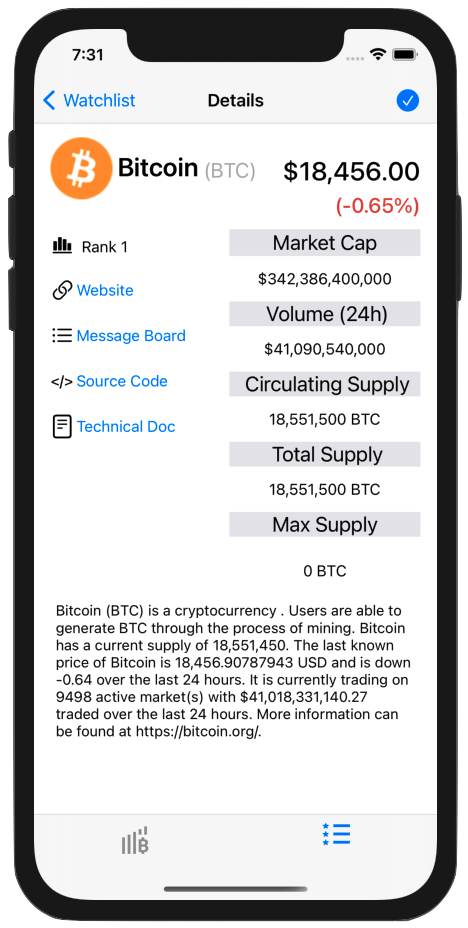 7:31
Watchlist
Details
Bitcoin (BTC)
$18,456.00
(-0.65%)
Rank 1
Website
Message Board
</> Source Code
Technical Doc
Market Cap
$342,386,400,000
Volume (24h)
$41,090,540,000
Circulating Supply
18,551,500 BTC
Total Supply
18,551,500 BTC
Max Supply
0 BTC
Bitcoin (BTC) is a cryptocurrency . Users are able to
generate BTC through the process of mining. Bitcoin
has a current supply of 18,551,450. The last known
price of Bitcoin is 18,456.90787943 USD and is down
-0.64 over the last 24 hours. It is currently trading on
9498 active market(s) with $41,018,331,140.27
traded over the last 24 hours. More information can
be found at https://bitcoin.org/.